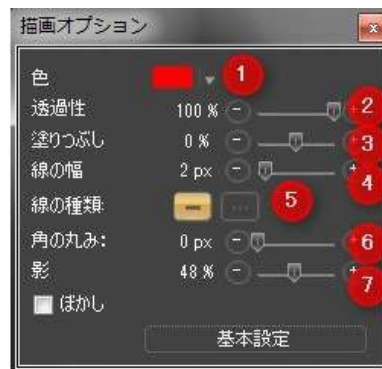 描画オプション x
色 1
透過性 100 % - + 2
塗りつぶし 0 % - + 3
線の幅 2 px - + 4
線の種類 5
角の丸み: 0 px - + 6
影 48 % - + 7
ぼかし
基本設定